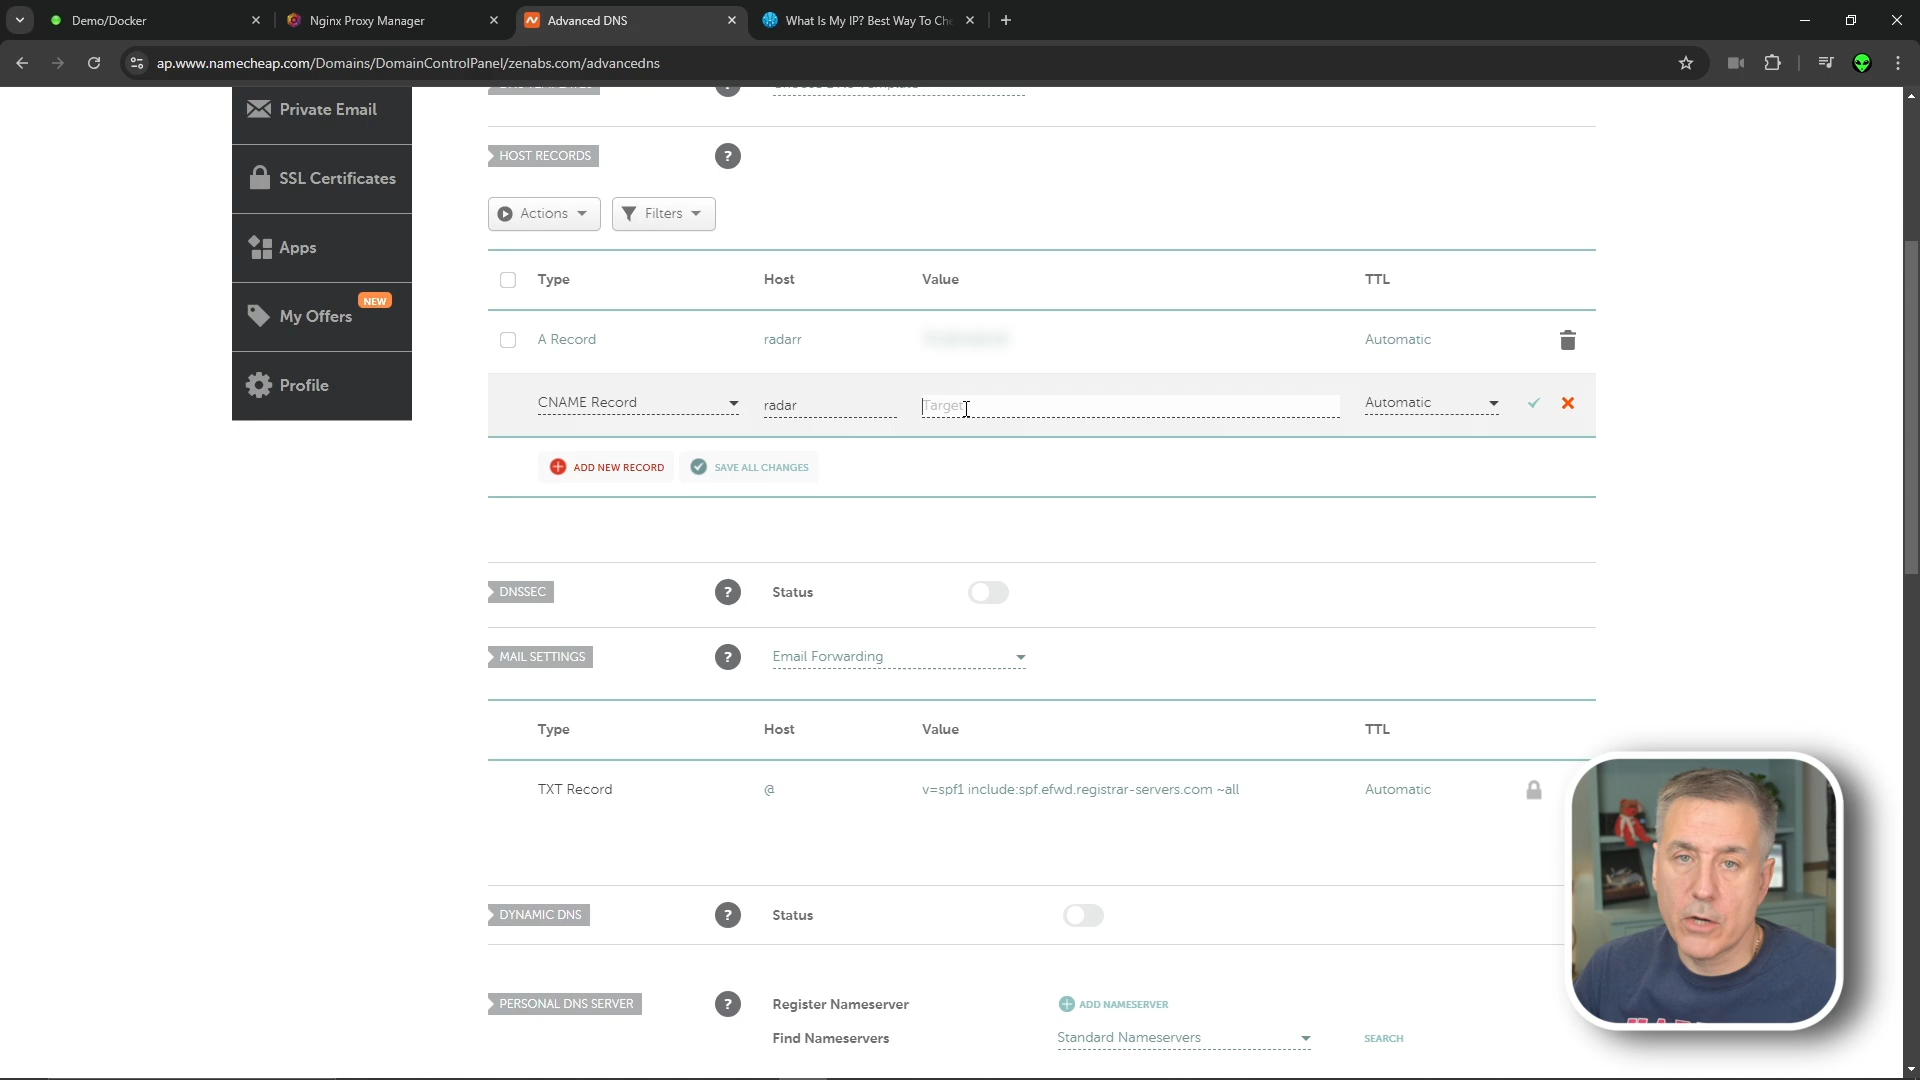 Demo/Docker
Nginx Proxy Manager
Advanced DNS
What Is My IP? Best Way To Che
ap.www.namecheap.com/Domains/DomainControlPanel/zenabs.com/advancedns
Private Email
SSL Certificates
Apps
My Offers
NEW
Profile
HOST RECORDS
?
Actions
Filters
Type Host Value TTL
A Record radarr Automatic
CNAME Record radar Target Automatic
ADD NEW RECORD
SAVE ALL CHANGES
DNSSEC
?
Status
MAIL SETTINGS
?
Email Forwarding
Type Host Value TTL
TXT Record @ v=spf1 include:spf.efwd.registrar-servers.com ~all Automatic
DYNAMIC DNS
?
Status
PERSONAL DNS SERVER
?
Register Nameserver
ADD NAMESERVER
Find Nameservers
Standard Nameservers
SEARCH